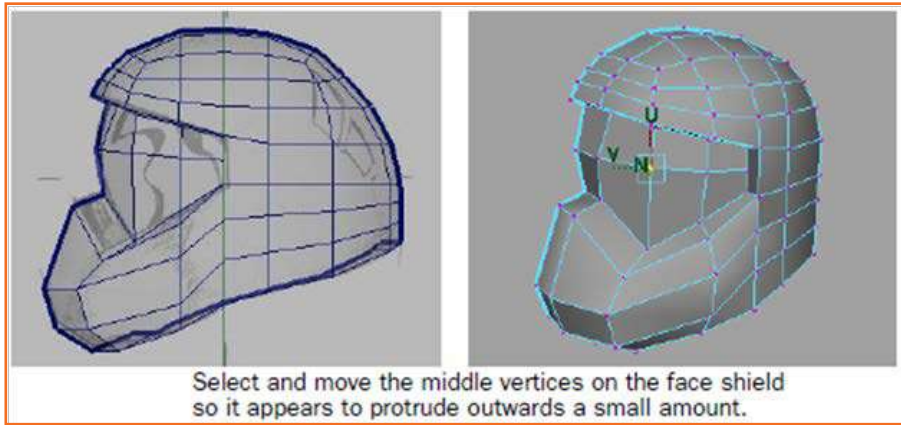 U
V N
Select and move the middle vertices on the face shield
so it appears to protrude outwards a small amount.